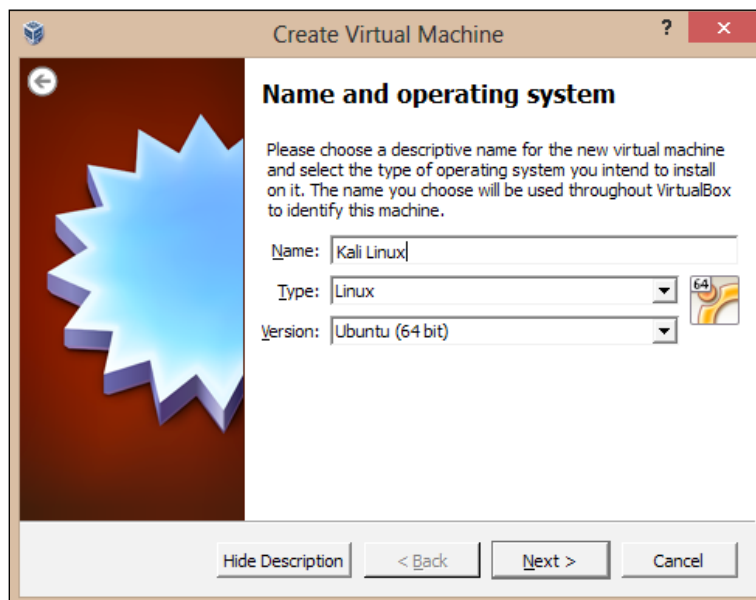 Create Virtual Machine
?
Name and operating system
Please choose a descriptive name for the new virtual machine
and select the type of operating system you intend to install
on it. The name you choose will be used throughout VirtualBox
to identify this machine.
Name: Kali Linux
Type: Linux
64
Version: Ubuntu (64 bit)
Hide Description < Back Next > Cancel